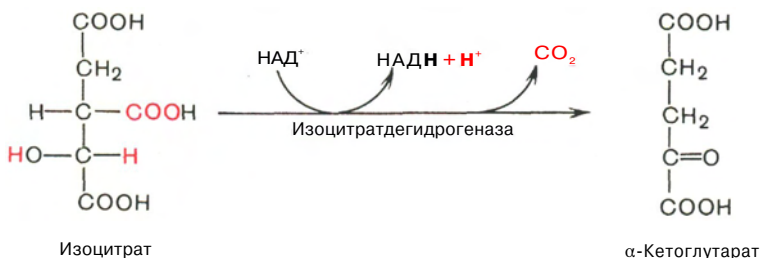 COOH
CH₂
H—C—COOH
HO—C—H
COOH
Изоцитрат
НАД⁺
НАДН + Н⁺
CO₂
Изоцитратдегидрогеназа
COOH
CH₂
CH₂
C=O
COOH
α-Кетоглутарат